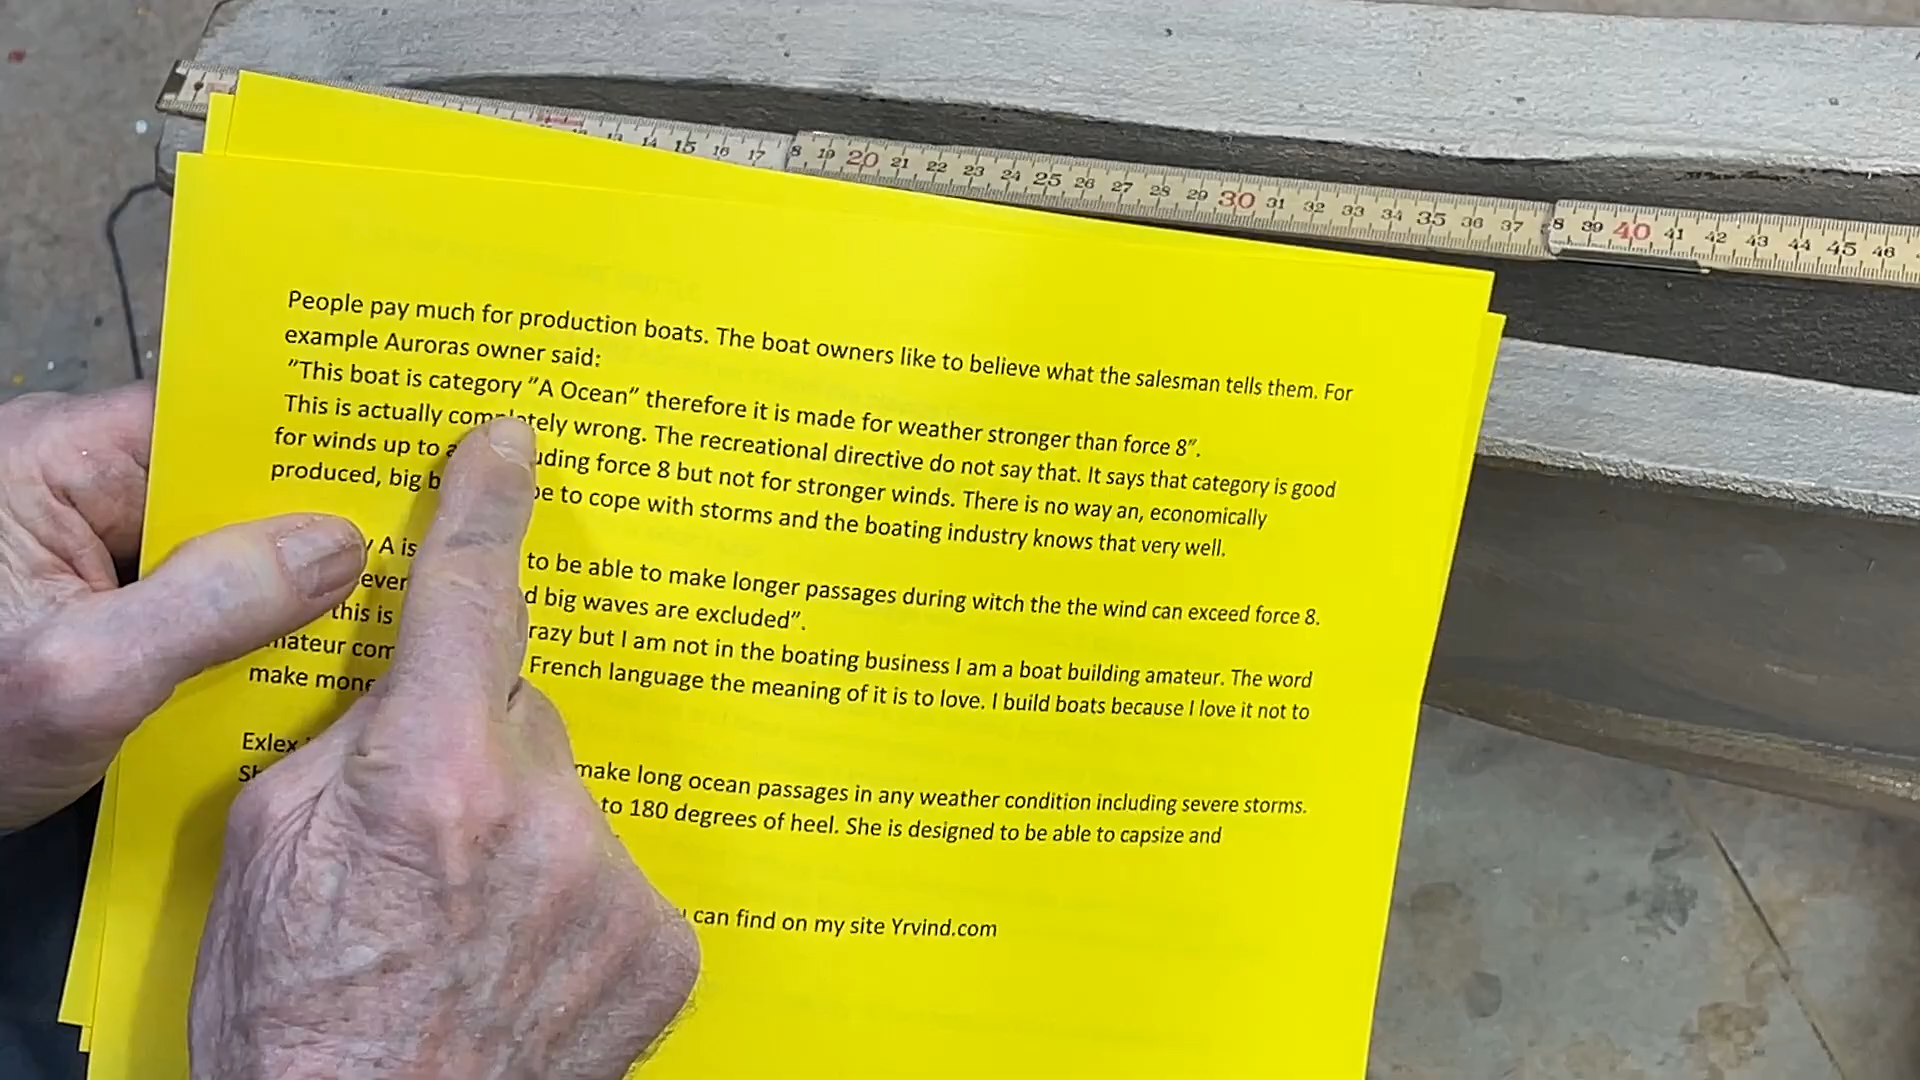 14 15 16 17 8 19 20 21 22 23 24 25 26 27 28 29 30 31 32 33 34 35 36 37 8 39 40 41 42 43 44 45 46
People pay much for production boats. The boat owners like to believe what the salesman tells them. For
example Auroras owner said:
"This boat is category "A Ocean" therefore it is made for weather stronger than force 8".
This is actually completely wrong. The recreational directive do not say that. It says that category is good
for winds up to force 8 but not for stronger winds. There is no way an, economically
produced, big to cope with storms and the boating industry knows that very well.
A is to be able to make longer passages during witch the the wind can exceed force 8.
big waves are excluded".
this is but I am not in the boating business I am a boat building amateur. The word
French language the meaning of it is to love. I build boats because I love it not to
make
Exlex make long ocean passages in any weather condition including severe storms.
to 180 degrees of heel. She is designed to be able to capsize and
can find on my site Yrvind.com